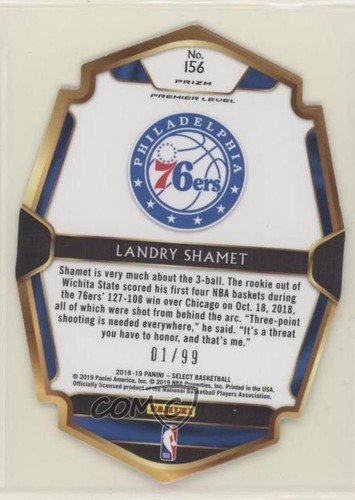 No.
156
PRIZM
PREMIER LEVEL
PHILADELPHIA
76ers
LANDRY SHAMET
Shamet is very much about the 3-ball. The rookie out of
Wichita State scored his first four NBA baskets during
the 76ers' 127-108 win over Chicago on Oct. 18, 2018,
all of which were shot from behind the arc. "Three-point
shooting is needed everywhere," he said. "It's a threat
you have to honor, and that's me."
01/99
2018-19 PANINI – SELECT BASKETBALL
© 2019 Panini America, Inc. © 2019 NBA Properties, Inc. Printed in the USA.
Officially licensed product of the National Basketball Players Association.
PANINI